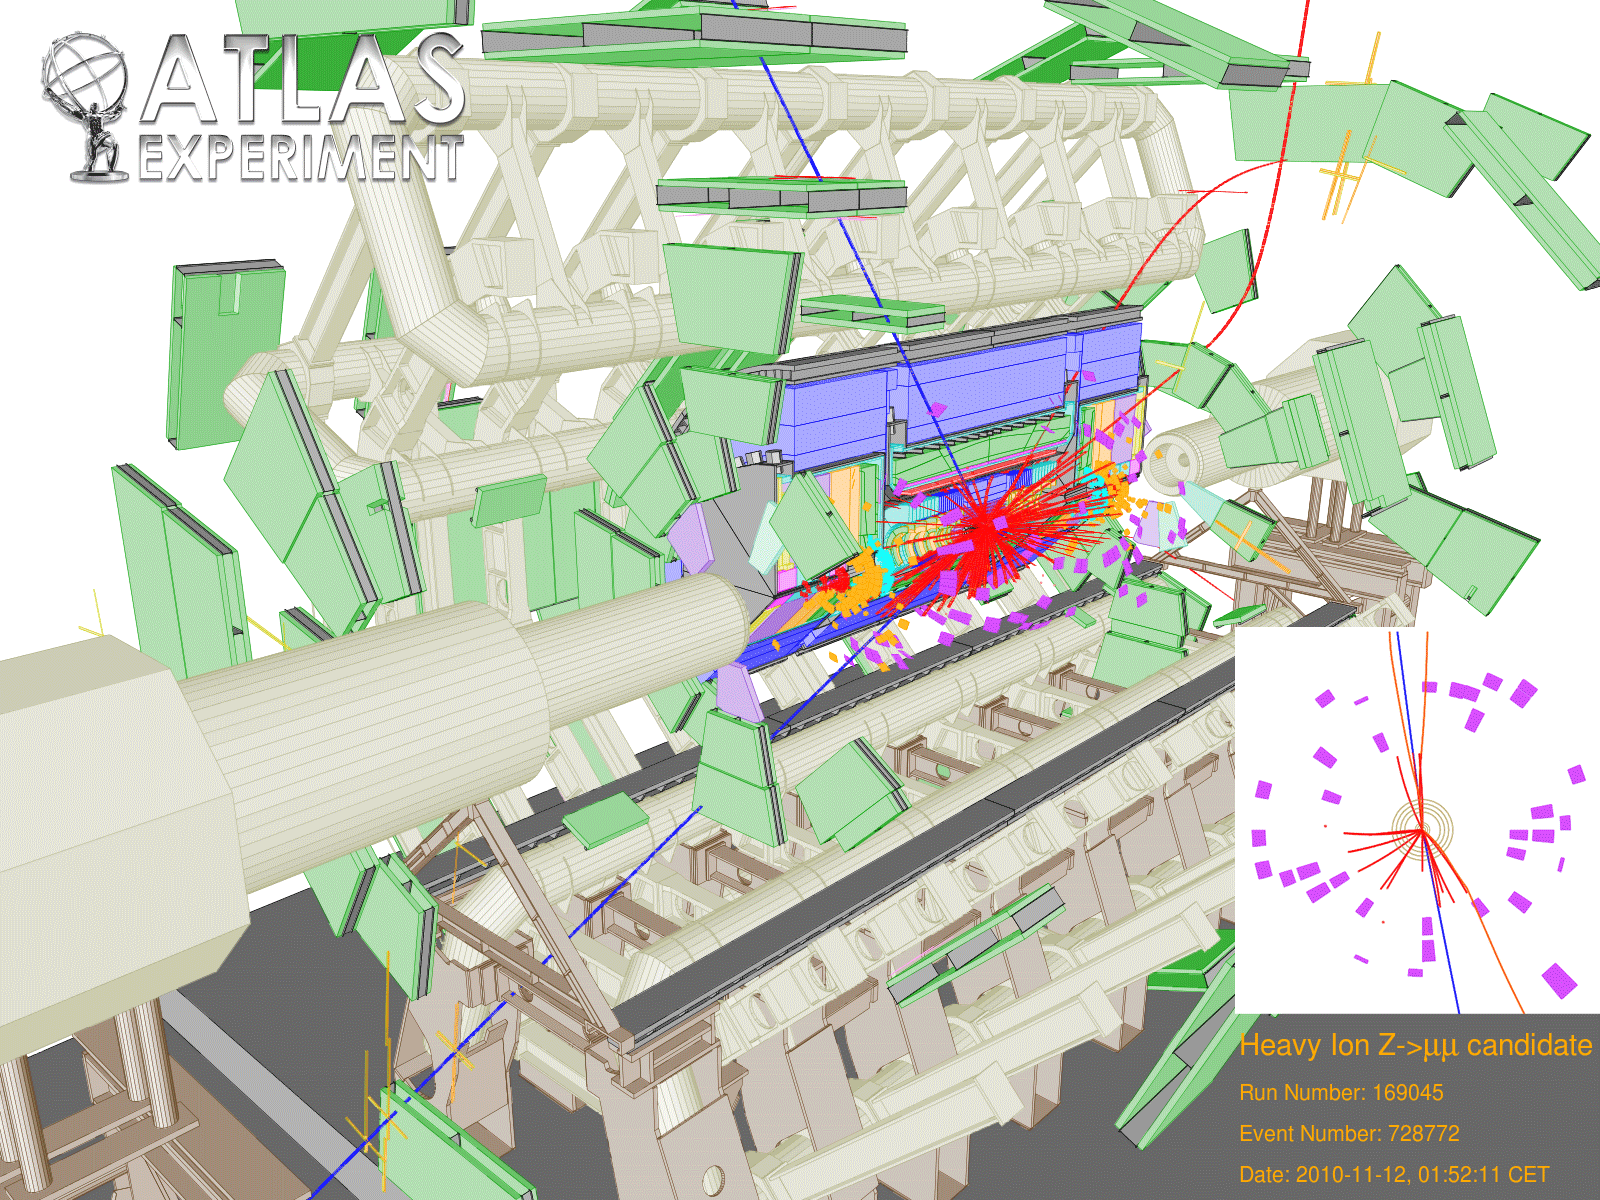 ATLAS
EXPERIMENT
Heavy Ion Z->μμ candidate
Run Number: 169045
Event Number: 728772
Date: 2010-11-12, 01:52:11 CET